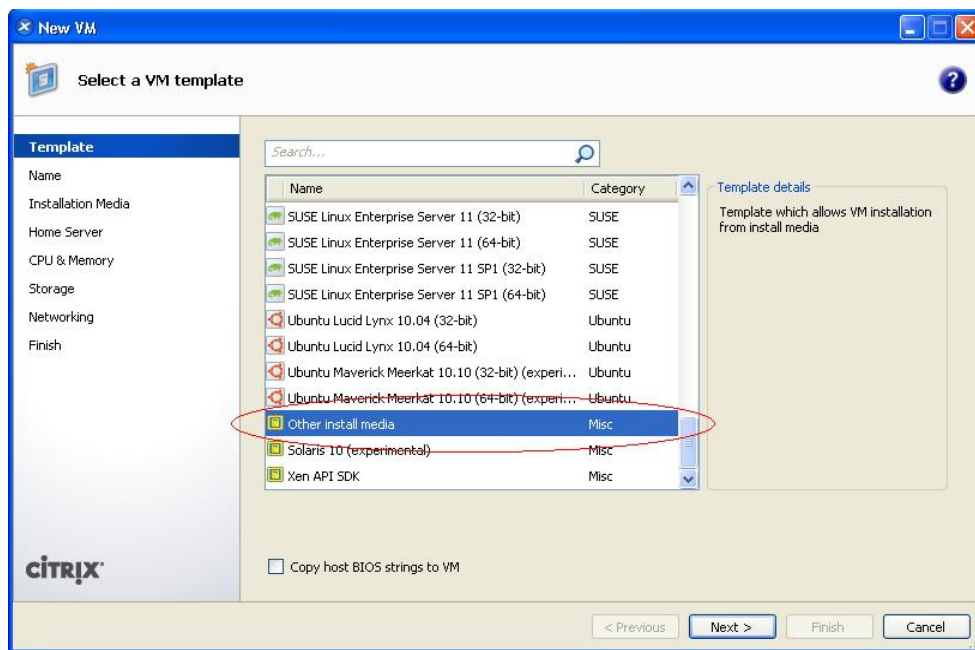 New VM
Select a VM template
?
Template
Name
Installation Media
Home Server
CPU & Memory
Storage
Networking
Finish
Search...
Name Category
SUSE Linux Enterprise Server 11 (32-bit) SUSE
SUSE Linux Enterprise Server 11 (64-bit) SUSE
SUSE Linux Enterprise Server 11 SP1 (32-bit) SUSE
SUSE Linux Enterprise Server 11 SP1 (64-bit) SUSE
Ubuntu Lucid Lynx 10.04 (32-bit) Ubuntu
Ubuntu Lucid Lynx 10.04 (64-bit) Ubuntu
Ubuntu Maverick Meerkat 10.10 (32-bit) (experi... Ubuntu
Ubuntu Maverick Meerkat 10.10 (64-bit) (experi... Ubuntu
Other install media Misc
Solaris 10 (experimental) Misc
Xen API SDK Misc
Template details
Template which allows VM installation
from install media
Copy host BIOS strings to VM
CITRIX
< Previous Next > Finish Cancel